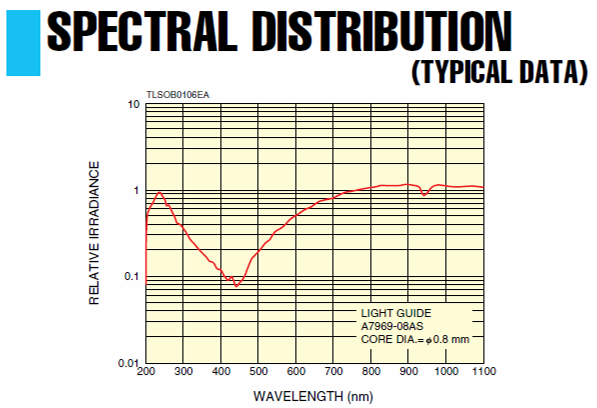 SPECTRAL DISTRIBUTION
(TYPICAL DATA)
TLSOB0106EA
10
1
0.1
0.01
RELATIVE IRRADIANCE
LIGHT GUIDE
A7969-08AS
CORE DIA.=ϕ0.8 mm
200 300 400 500 600 700 800 900 1000 1100
WAVELENGTH (nm)